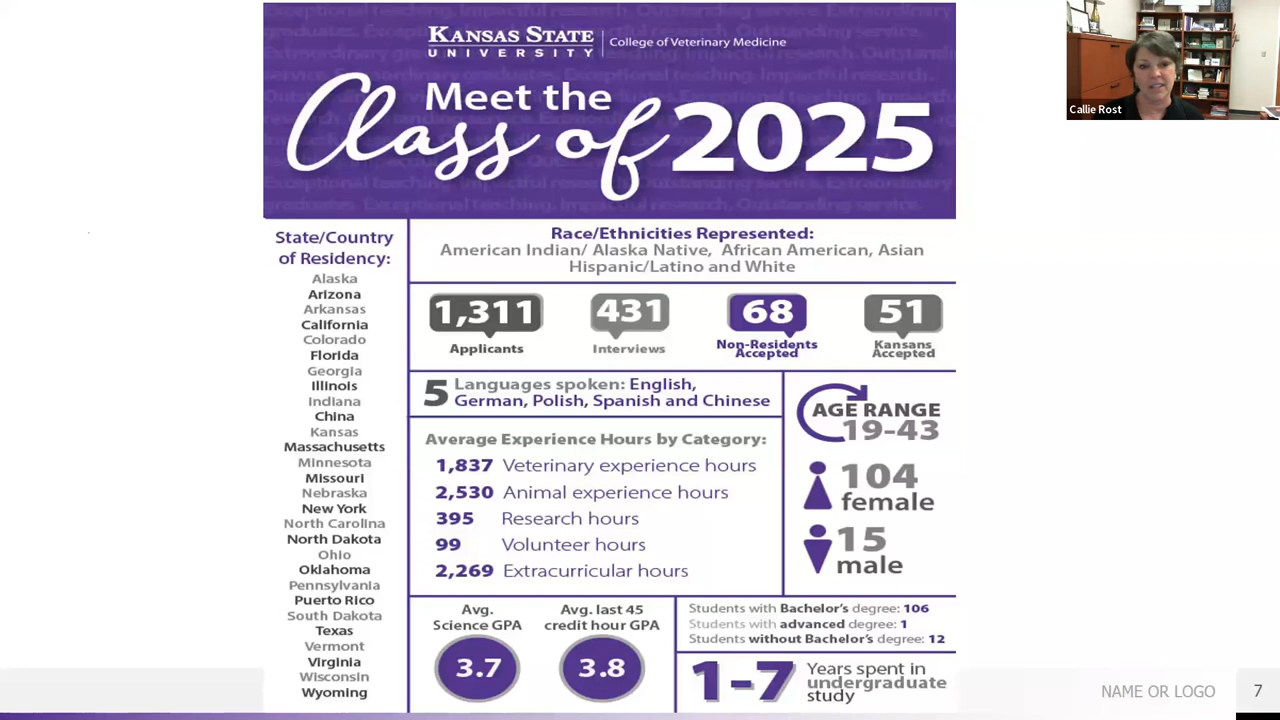 KANSAS STATE
UNIVERSITY
College of Veterinary Medicine
Meet the
Class of 2025
State/Country
of Residency:
Alaska
Arizona
Arkansas
California
Colorado
Florida
Georgia
Illinois
Indiana
China
Kansas
Massachusetts
Minnesota
Missouri
Nebraska
New York
North Carolina
North Dakota
Ohio
Oklahoma
Pennsylvania
Puerto Rico
South Dakota
Texas
Vermont
Virginia
Wisconsin
Wyoming
Race/Ethnicities Represented:
American Indian/ Alaska Native, African American, Asian
Hispanic/Latino and White
1,311
Applicants
431
Interviews
68
Non-Residents
Accepted
51
Kansans
Accepted
5 Languages spoken: English,
German, Polish, Spanish and Chinese
Average Experience Hours by Category:
1,837 Veterinary experience hours
2,530 Animal experience hours
395 Research hours
99 Volunteer hours
2,269 Extracurricular hours
AGE RANGE
19-43
104
female
15
male
Avg.
Science GPA
3.7
Avg. last 45
credit hour GPA
3.8
Students with Bachelor's degree: 106
Students with advanced degree: 1
Students without Bachelor's degree: 12
1-7 Years spent in
undergraduate
study
Callie Rost
NAME OR LOGO
7